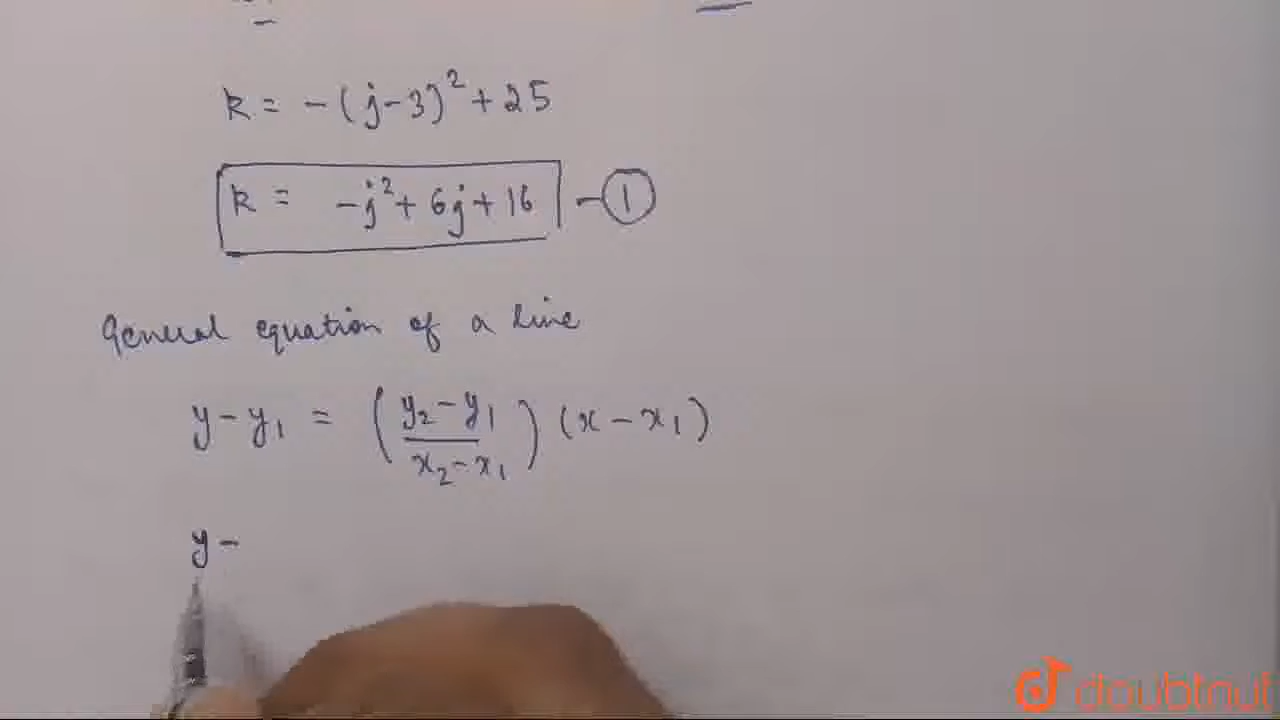 k = -(j-3)² + 25
k = -j² + 6j + 16 - ①
General equation of a line
y - y₁ = (y₂ - y₁ / x₂ - x₁) (x - x₁)
y -
doubtnut